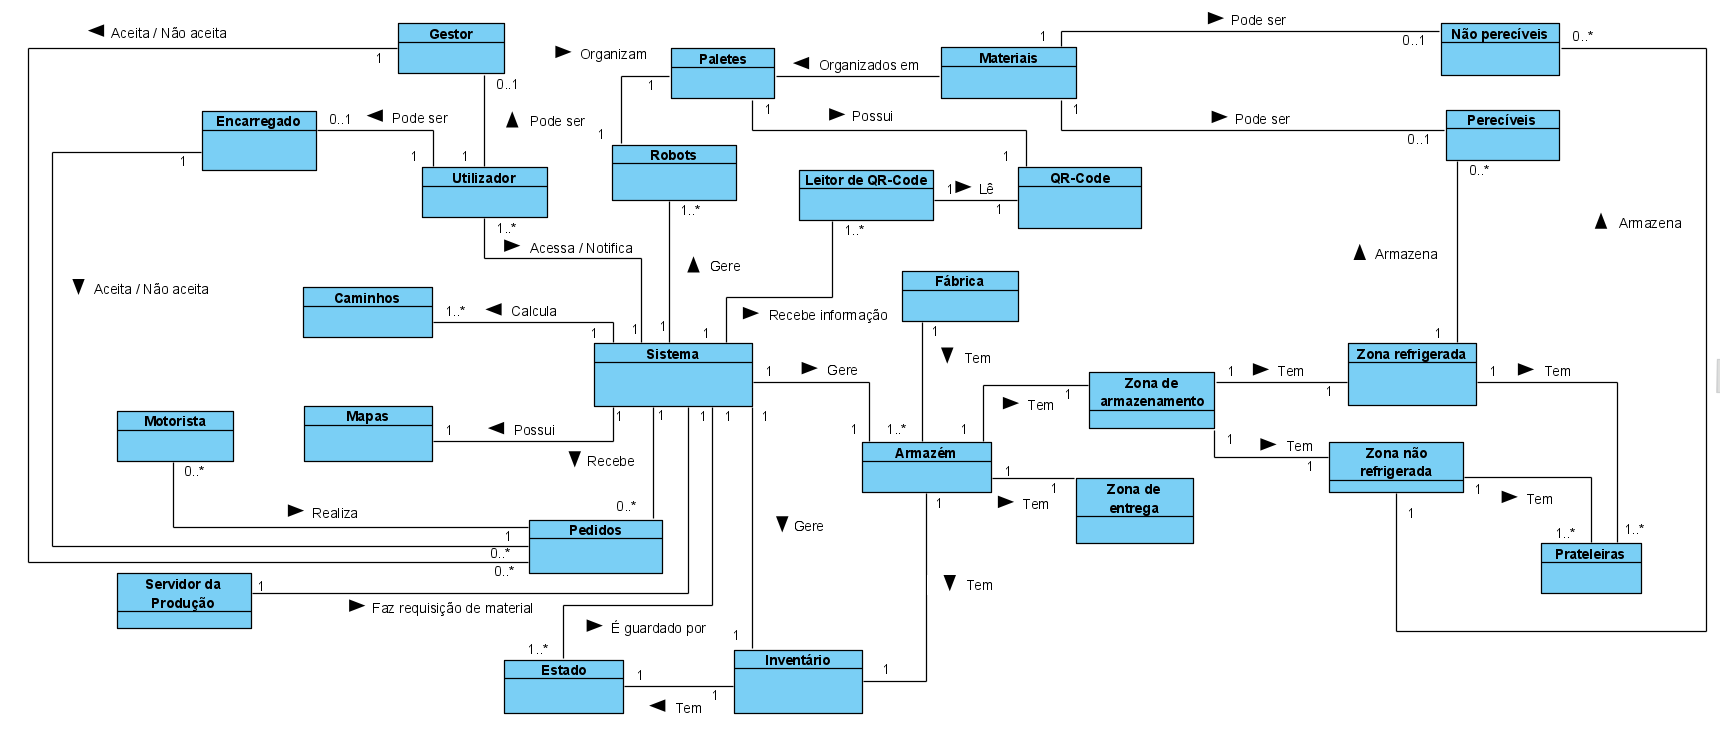 Aceita / Não aceita
Gestor
1
0..1
Organizam
Paletes
1
1
Organizados em
Materiais
1
1
Pode ser
0..1
Não perecíveis
0..*
Encarregado
0..1
Pode ser
1
1
1
Pode ser
1
Possui
1
Pode ser
0..1
Perecíveis
0..*
Utilizador
1..*
Robots
1..*
Leitor de QR-Code
1
Lê
1
1..*
QR-Code
Acessa / Notifica
Gere
Armazena
Armazena
Aceita / Não aceita
Caminhos
1..*
Calcula
1
1
1
1
Recebe informação
Fábrica
1
Tem
1
Sistema
1
Gere
Zona de
armazenamento
1
Tem
1
Zona refrigerada
1
Tem
Motorista
0..*
Mapas
1
Possui
1
1
1
1
1
Recebe
1
1..*
1
Tem
1
Armazém
1
1
Tem
1
Zona de
entrega
1
Tem
1
Zona não
refrigerada
1
Tem
1
Realiza
1
0..*
0..*
0..*
Pedidos
Gere
1..*
1..*
Prateleiras
Servidor da
Produção
1
Faz requisição de material
Tem
É guardado por
1..*
Estado
1
Tem
1
1
Inventário
1